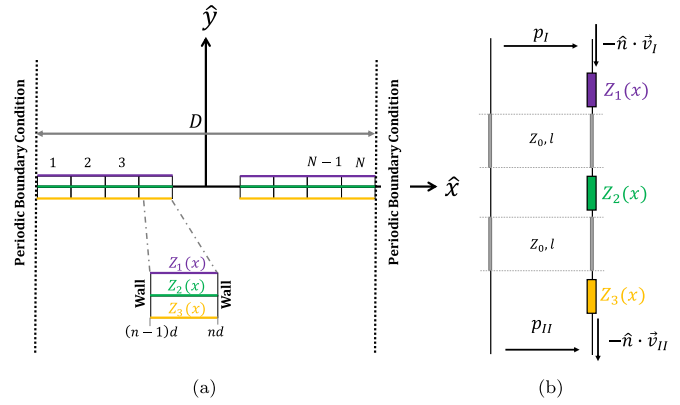 ŷ
Periodic Boundary Condition
D
1 2 3 N − 1 N
x̂
Periodic Boundary Condition
Wall
Z₁(x)
Z₂(x)
Z₃(x)
Wall
(n − 1)d nd
(a)
p_I
−n̂ · v⃗_I
Z₁(x)
Z₀, l
Z₂(x)
Z₀, l
Z₃(x)
p_II
−n̂ · v⃗_II
(b)